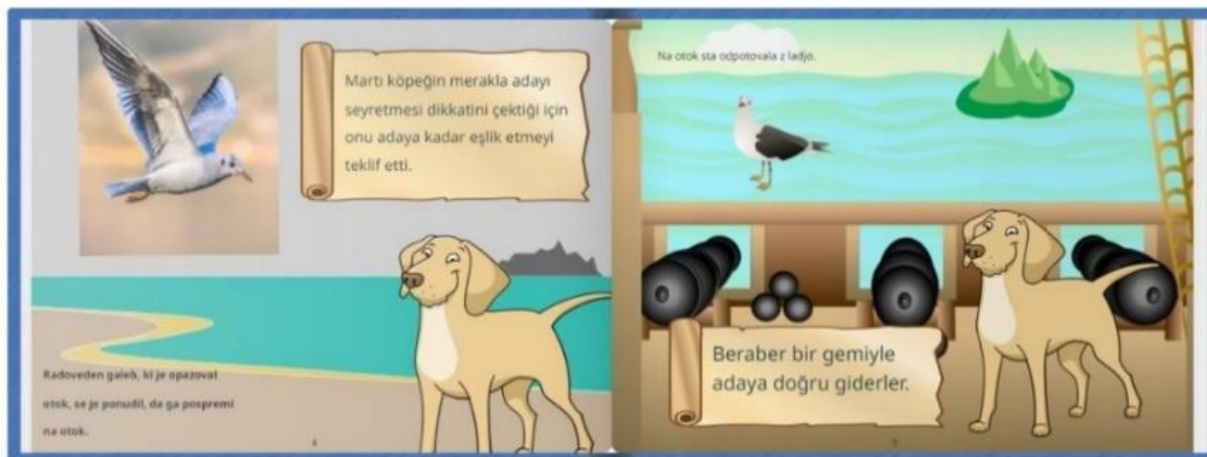 Martı köpeğin merakla adayı
seyretmesi dikkatini çektiği için
onu adaya kadar eşlik etmeyi
teklif etti.
Radoveden galeb, ki je opazoval
otok, se je ponudil, da ga pospremi
na otok.
4
Na otok sta odpotovala z ladjo.
Beraber bir gemiyle
adaya doğru giderler.
5